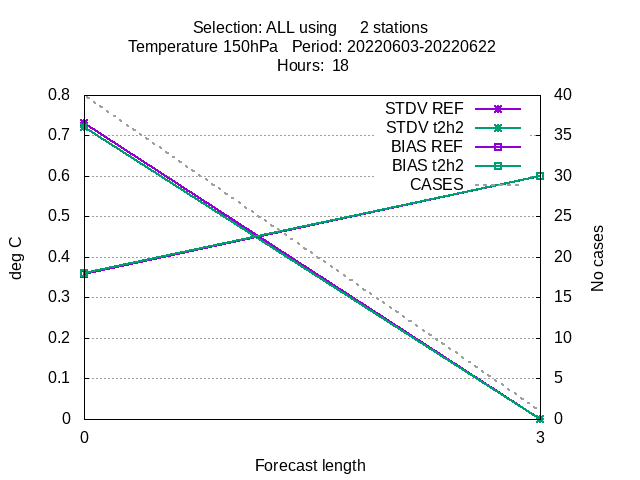 Selection: ALL using     2 stations
Temperature 150hPa   Period: 20220603-20220622
Hours:  18
0.8
0.7
0.6
0.5
0.4
0.3
0.2
0.1
0
deg C
STDV REF
STDV t2h2
BIAS REF
BIAS t2h2
CASES
40
35
30
25
20
15
10
5
0
No cases
0
3
Forecast length